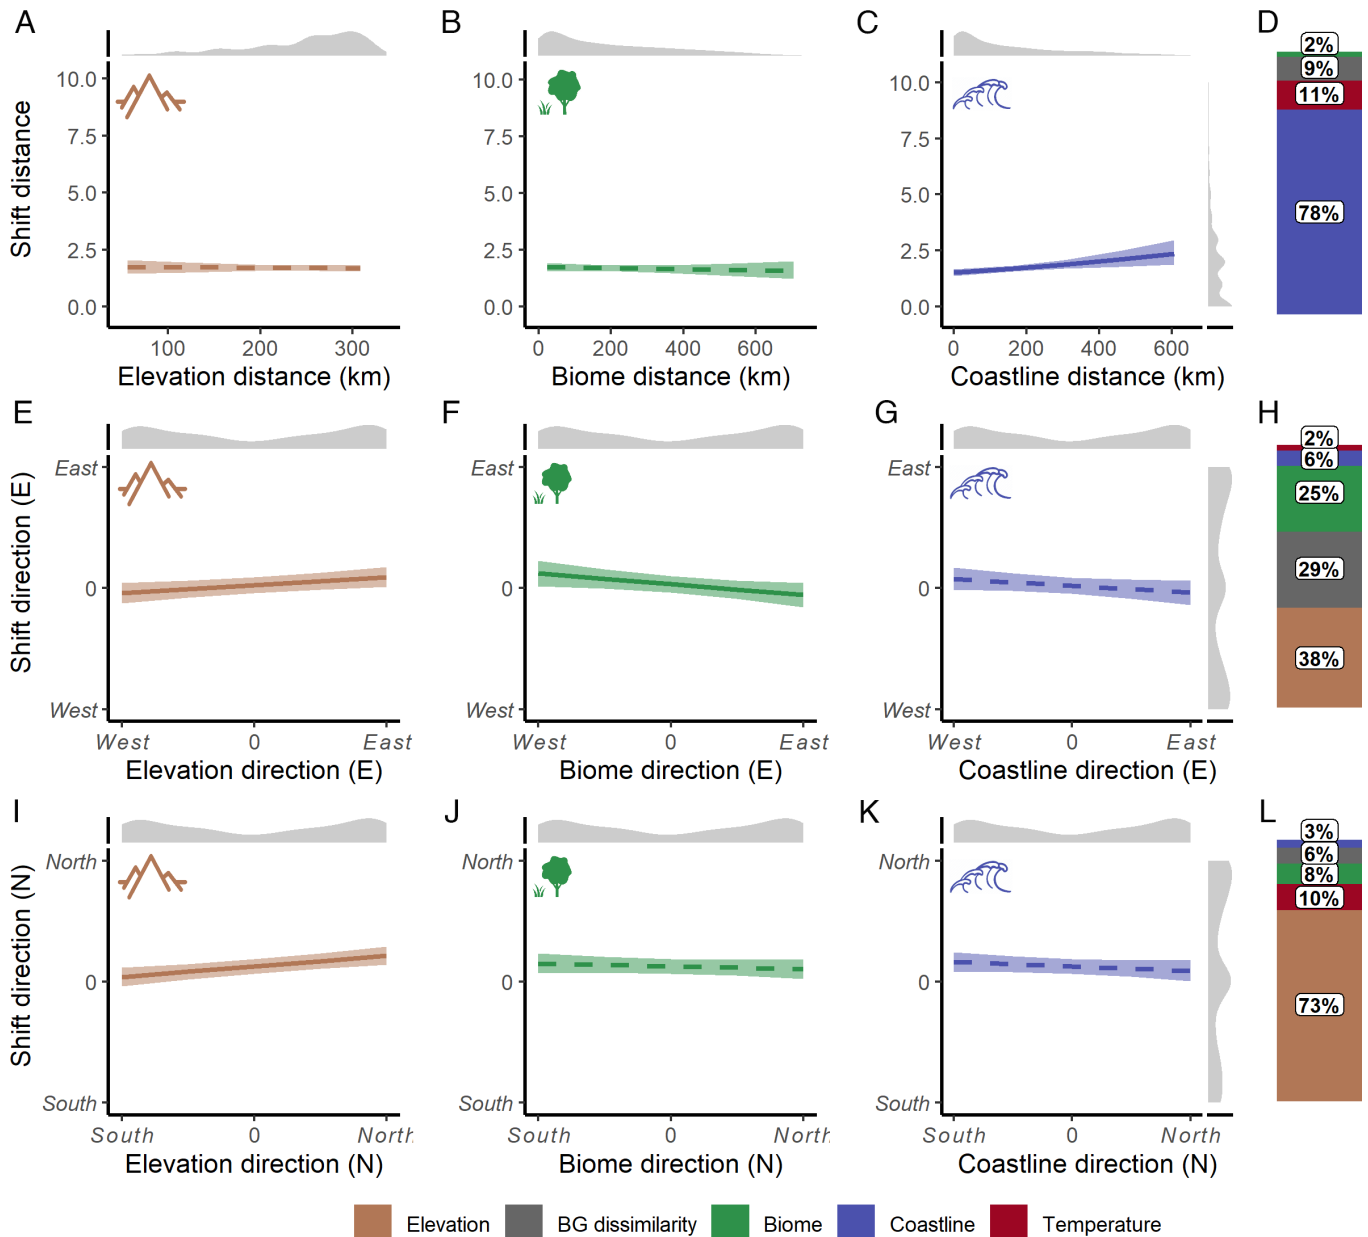 A
B
C
D
Shift distance
10.0
7.5
5.0
2.5
0.0
100
200
300
Elevation distance (km)
10.0
7.5
5.0
2.5
0.0
0
200
400
600
Biome distance (km)
10.0
7.5
5.0
2.5
0.0
0
200
400
600
Coastline distance (km)
2%
9%
11%
78%
E
F
G
H
Shift direction (E)
East
0
West
West
0
East
Elevation direction (E)
East
0
West
West
0
East
Biome direction (E)
East
0
West
West
0
East
Coastline direction (E)
2%
6%
25%
29%
38%
I
J
K
L
Shift direction (N)
North
0
South
South
0
North
Elevation direction (N)
North
0
South
South
0
North
Biome direction (N)
North
0
South
South
0
North
Coastline direction (N)
3%
6%
8%
10%
73%
Elevation
BG dissimilarity
Biome
Coastline
Temperature